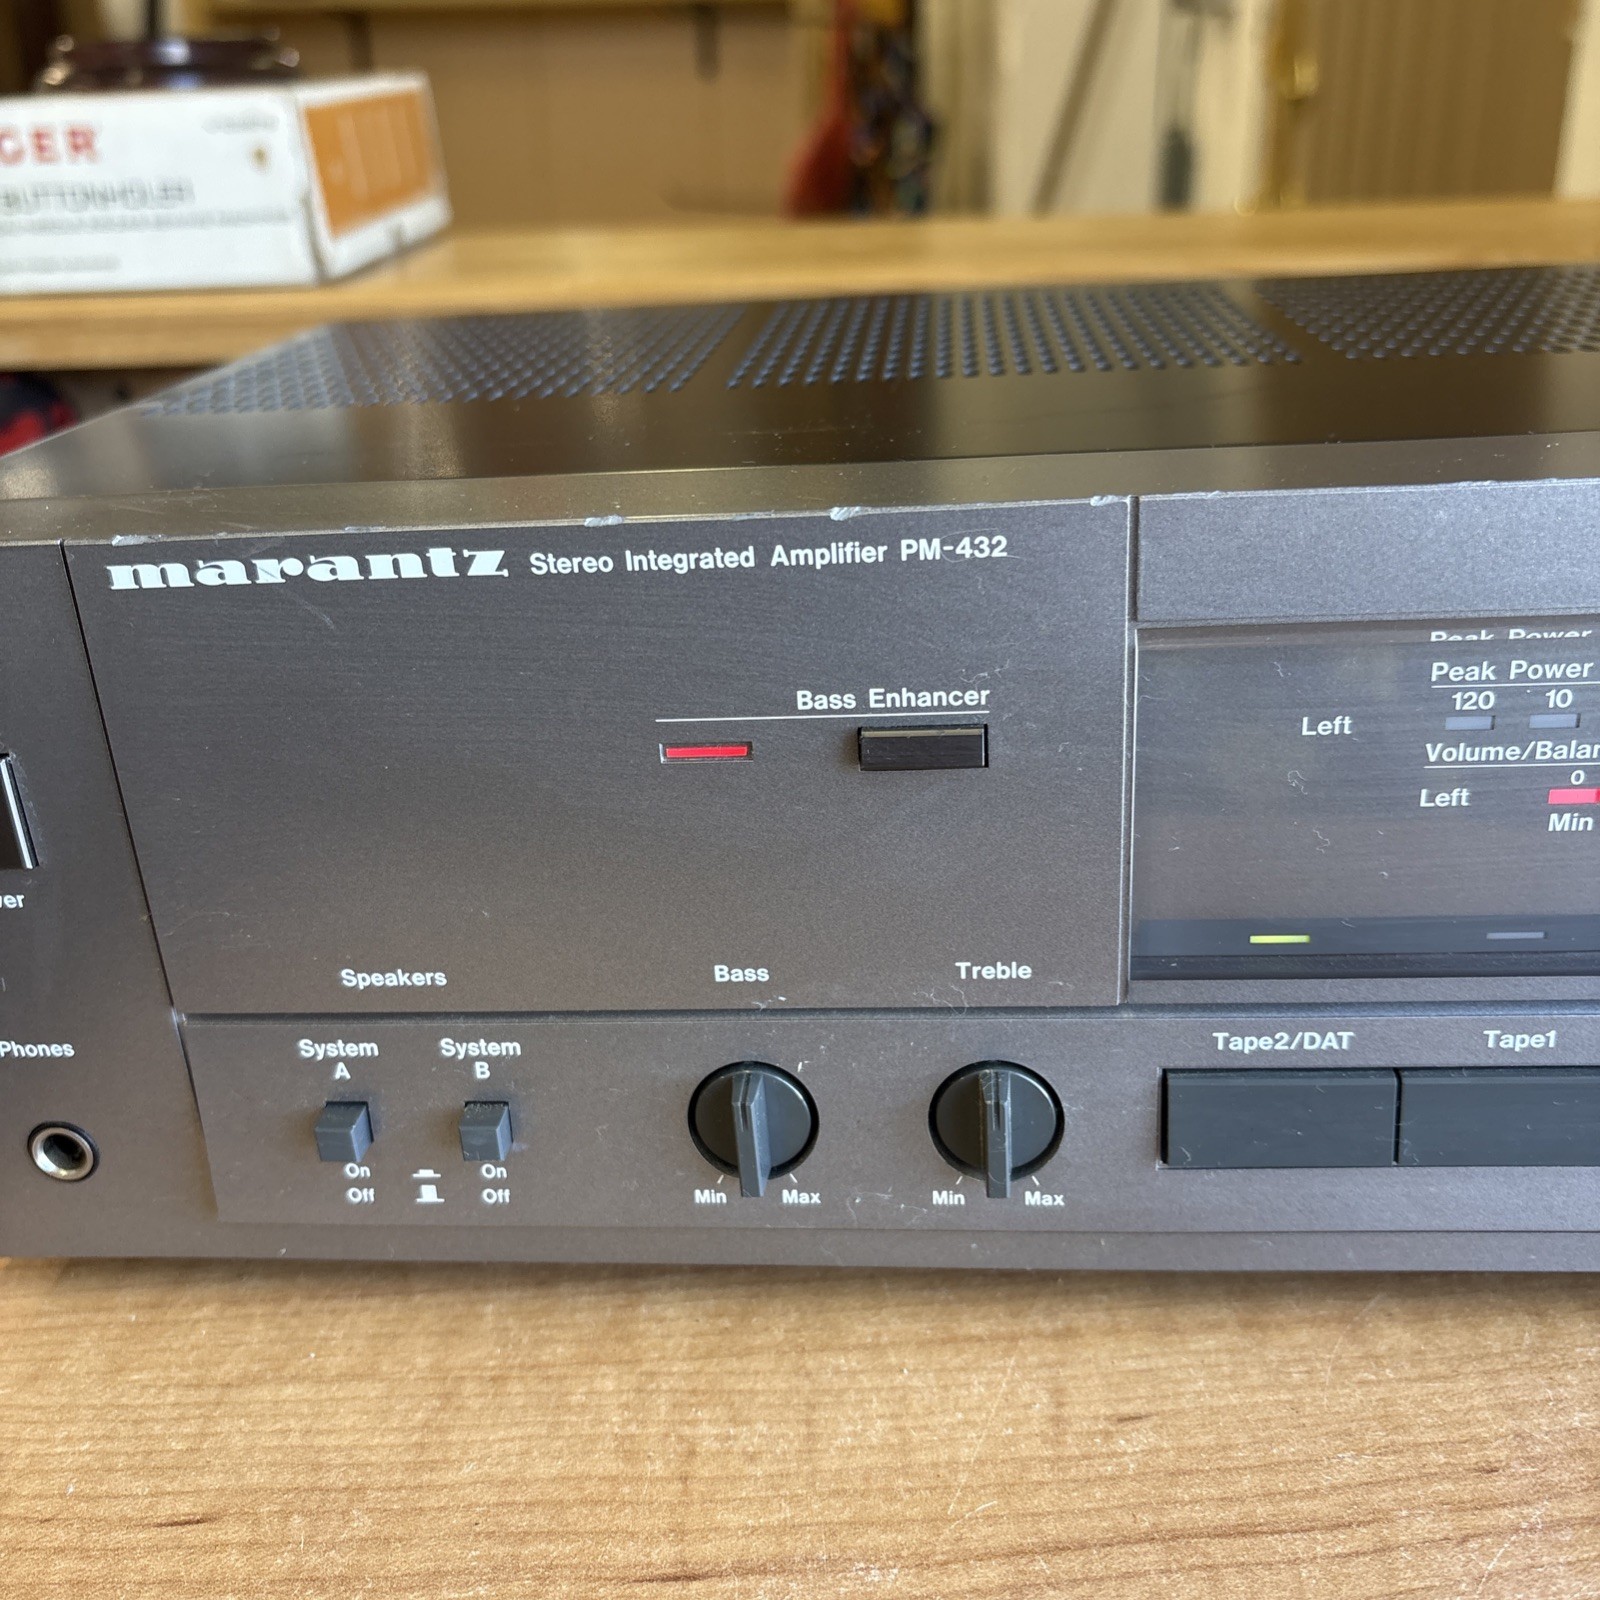 GER
BUTTONHOLER
marantz Stereo Integrated Amplifier PM-432
Bass Enhancer
Peak Power
Peak Power
120 10
Left
Volume/Balan
0
Left
Min
wer
Speakers
Bass
Treble
Phones
System A
System B
On
Off
On
Off
Min
Max
Min
Max
Tape2/DAT
Tape1